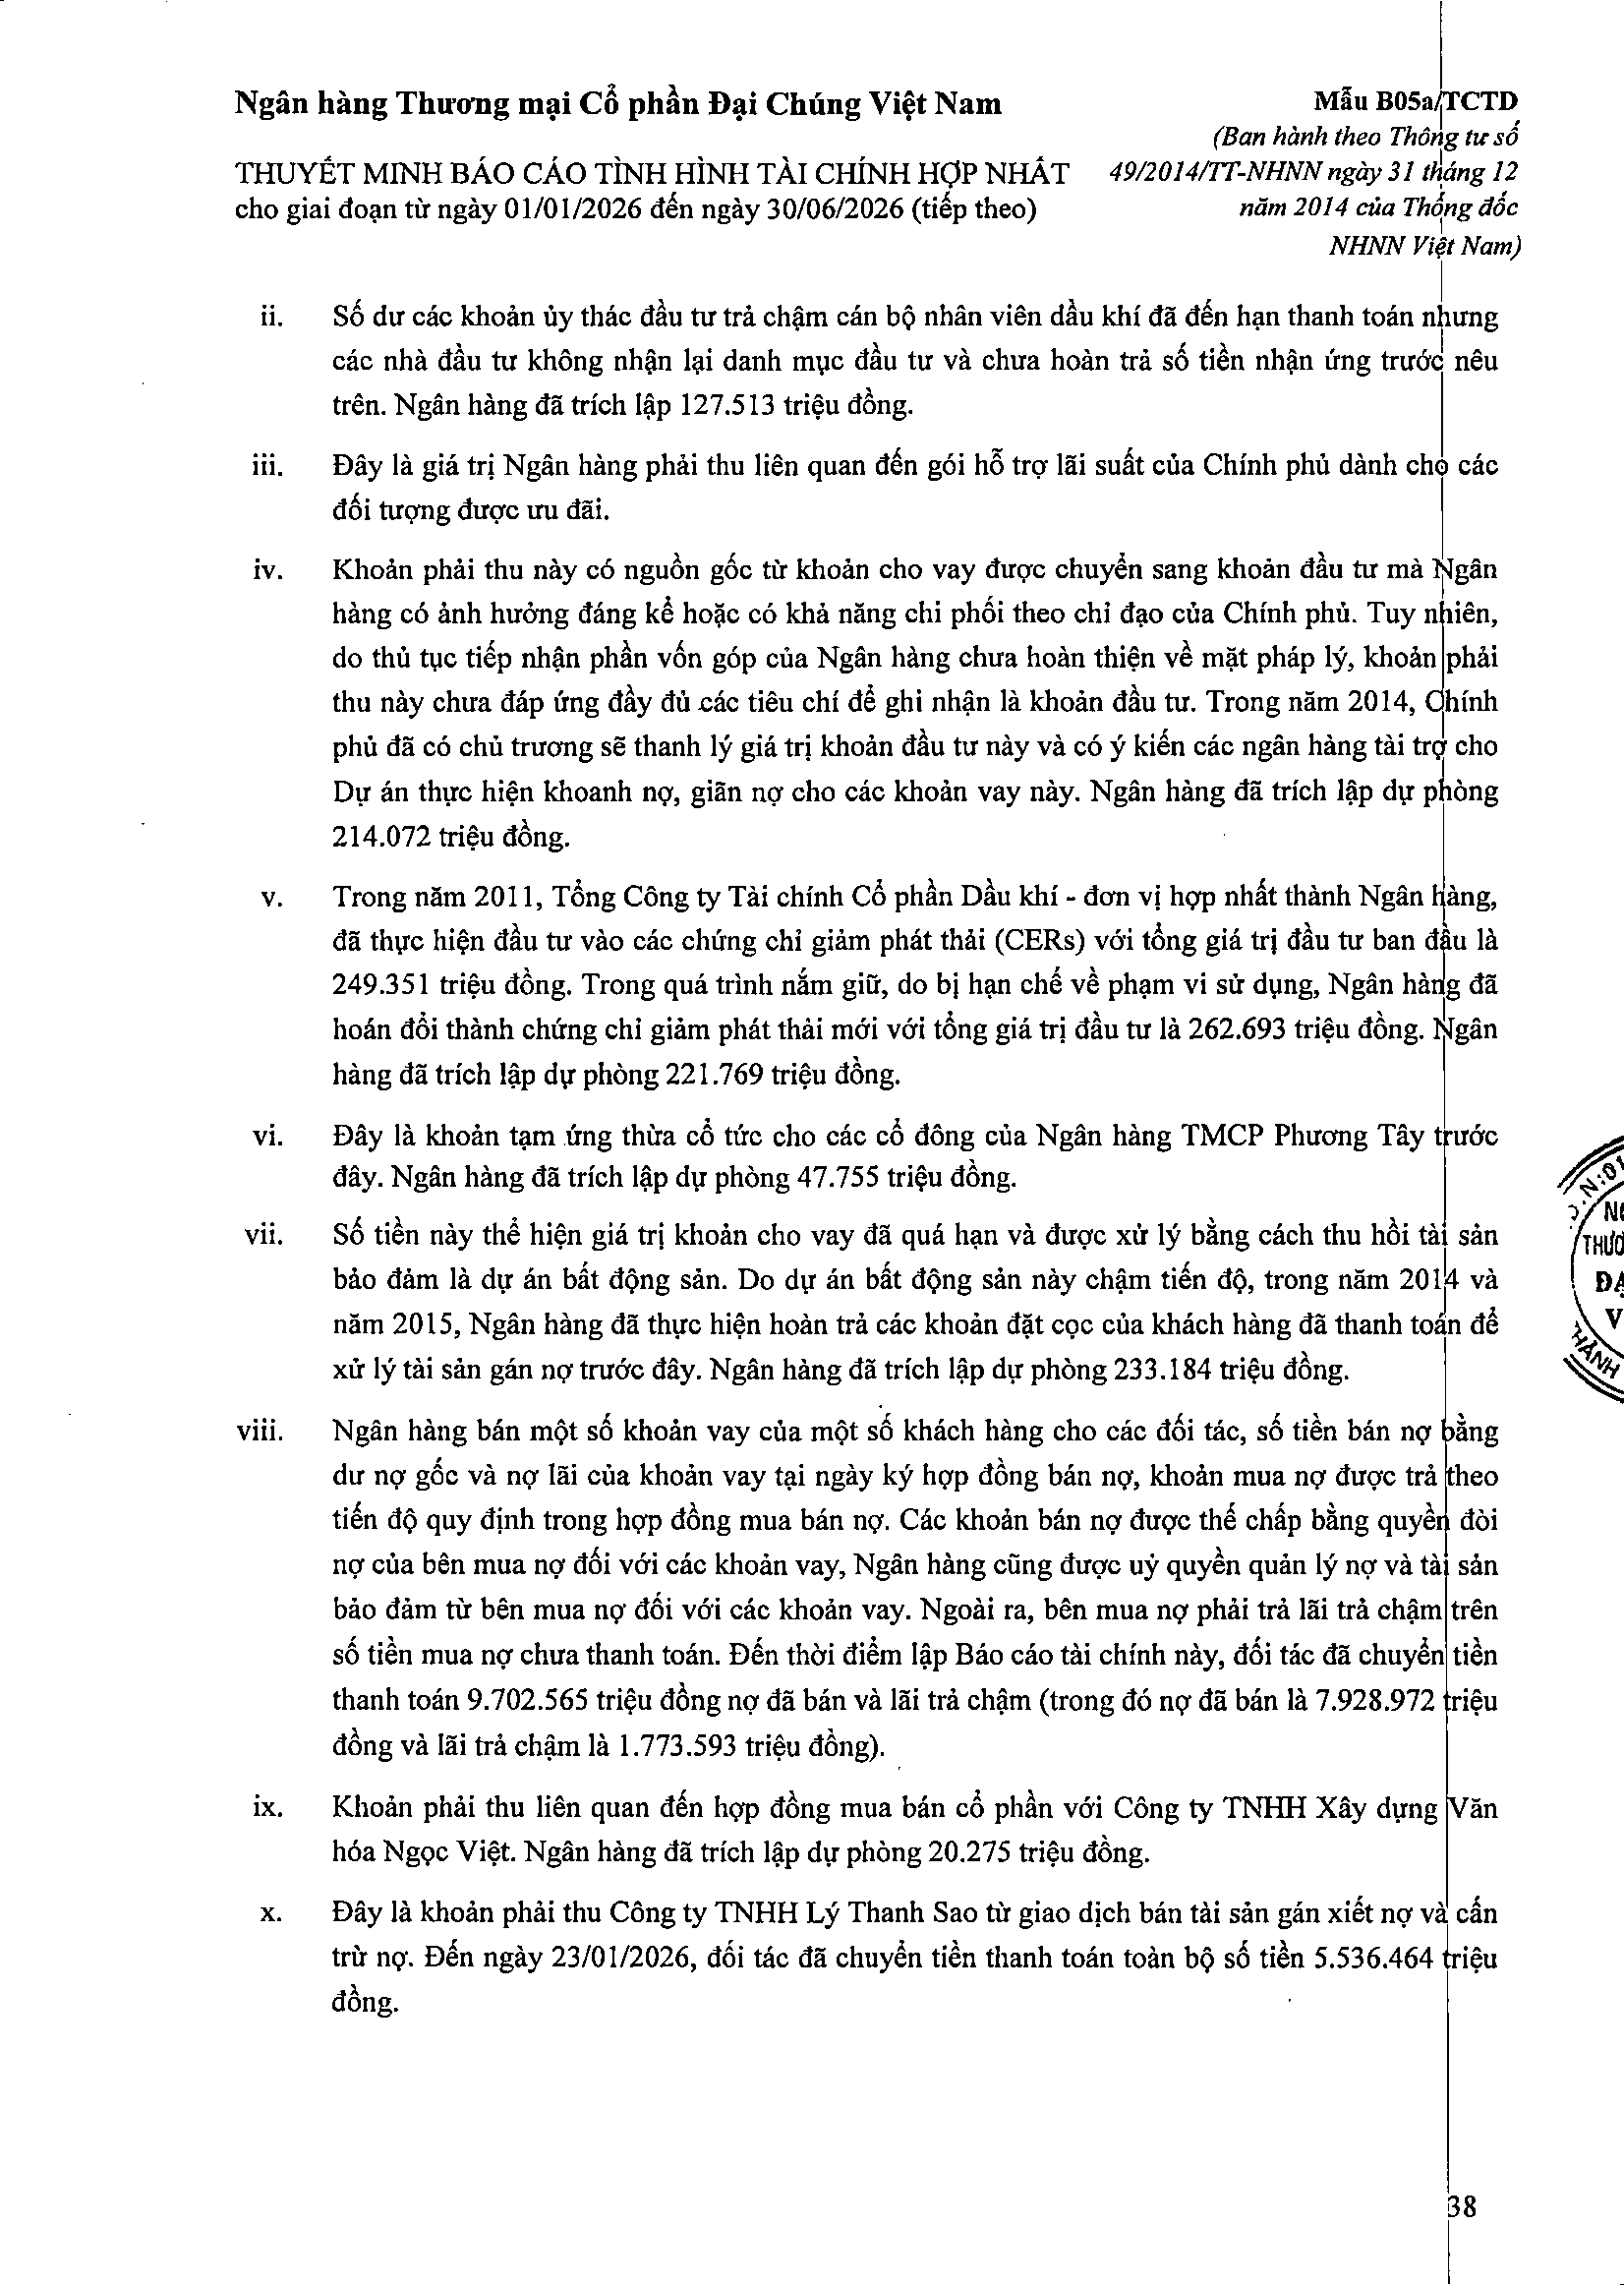 Ngân hàng Thương mại Cổ phần Đại Chúng Việt Nam
Mẫu B05a/TCTD
(Ban hành theo Thông tư số
THUYẾT MINH BÁO CÁO TÌNH HÌNH TÀI CHÍNH HỢP NHẤT
49/2014/TT-NHNN ngày 31 tháng 12
cho giai đoạn từ ngày 01/01/2026 đến ngày 30/06/2026 (tiếp theo)
năm 2014 của Thống đốc
NHNN Việt Nam)
ii. Số dư các khoản ủy thác đầu tư trả chậm cán bộ nhân viên dầu khí đã đến hạn thanh toán nhưng
các nhà đầu tư không nhận lại danh mục đầu tư và chưa hoàn trả số tiền nhận ứng trước nêu
trên. Ngân hàng đã trích lập 127.513 triệu đồng.
iii. Đây là giá trị Ngân hàng phải thu liên quan đến gói hỗ trợ lãi suất của Chính phủ dành cho các
đối tượng được ưu đãi.
iv. Khoản phải thu này có nguồn gốc từ khoản cho vay được chuyển sang khoản đầu tư mà Ngân
hàng có ảnh hưởng đáng kể hoặc có khả năng chi phối theo chỉ đạo của Chính phủ. Tuy nhiên,
do thủ tục tiếp nhận phần vốn góp của Ngân hàng chưa hoàn thiện về mặt pháp lý, khoản phải
thu này chưa đáp ứng đầy đủ các tiêu chí để ghi nhận là khoản đầu tư. Trong năm 2014, Chính
phủ đã có chủ trương sẽ thanh lý giá trị khoản đầu tư này và có ý kiến các ngân hàng tài trợ cho
Dự án thực hiện khoanh nợ, giãn nợ cho các khoản vay này. Ngân hàng đã trích lập dự phòng
214.072 triệu đồng.
v. Trong năm 2011, Tổng Công ty Tài chính Cổ phần Dầu khí - đơn vị hợp nhất thành Ngân hàng,
đã thực hiện đầu tư vào các chứng chỉ giảm phát thải (CERs) với tổng giá trị đầu tư ban đầu là
249.351 triệu đồng. Trong quá trình nắm giữ, do bị hạn chế về phạm vi sử dụng, Ngân hàng đã
hoán đổi thành chứng chỉ giảm phát thải mới với tổng giá trị đầu tư là 262.693 triệu đồng. Ngân
hàng đã trích lập dự phòng 221.769 triệu đồng.
vi. Đây là khoản tạm ứng thừa cổ tức cho các cổ đông của Ngân hàng TMCP Phương Tây trước
đây. Ngân hàng đã trích lập dự phòng 47.755 triệu đồng.
vii. Số tiền này thể hiện giá trị khoản cho vay đã quá hạn và được xử lý bằng cách thu hồi tài sản
bảo đảm là dự án bất động sản. Do dự án bất động sản này chậm tiến độ, trong năm 2014 và
năm 2015, Ngân hàng đã thực hiện hoàn trả các khoản đặt cọc của khách hàng đã thanh toán để
xử lý tài sản gán nợ trước đây. Ngân hàng đã trích lập dự phòng 233.184 triệu đồng.
viii. Ngân hàng bán một số khoản vay của một số khách hàng cho các đối tác, số tiền bán nợ bằng
dư nợ gốc và nợ lãi của khoản vay tại ngày ký hợp đồng bán nợ, khoản mua nợ được trả theo
tiến độ quy định trong hợp đồng mua bán nợ. Các khoản bán nợ được thế chấp bằng quyền đòi
nợ của bên mua nợ đối với các khoản vay, Ngân hàng cũng được uỷ quyền quản lý nợ và tài sản
bảo đảm từ bên mua nợ đối với các khoản vay. Ngoài ra, bên mua nợ phải trả lãi trả chậm trên
số tiền mua nợ chưa thanh toán. Đến thời điểm lập Báo cáo tài chính này, đối tác đã chuyển tiền
thanh toán 9.702.565 triệu đồng nợ đã bán và lãi trả chậm (trong đó nợ đã bán là 7.928.972 triệu
đồng và lãi trả chậm là 1.773.593 triệu đồng).
ix. Khoản phải thu liên quan đến hợp đồng mua bán cổ phần với Công ty TNHH Xây dựng Văn
hóa Ngọc Việt. Ngân hàng đã trích lập dự phòng 20.275 triệu đồng.
x. Đây là khoản phải thu Công ty TNHH Lý Thanh Sao từ giao dịch bán tài sản gán xiết nợ và cấn
trừ nợ. Đến ngày 23/01/2026, đối tác đã chuyển tiền thanh toán toàn bộ số tiền 5.536.464 triệu
đồng.
38